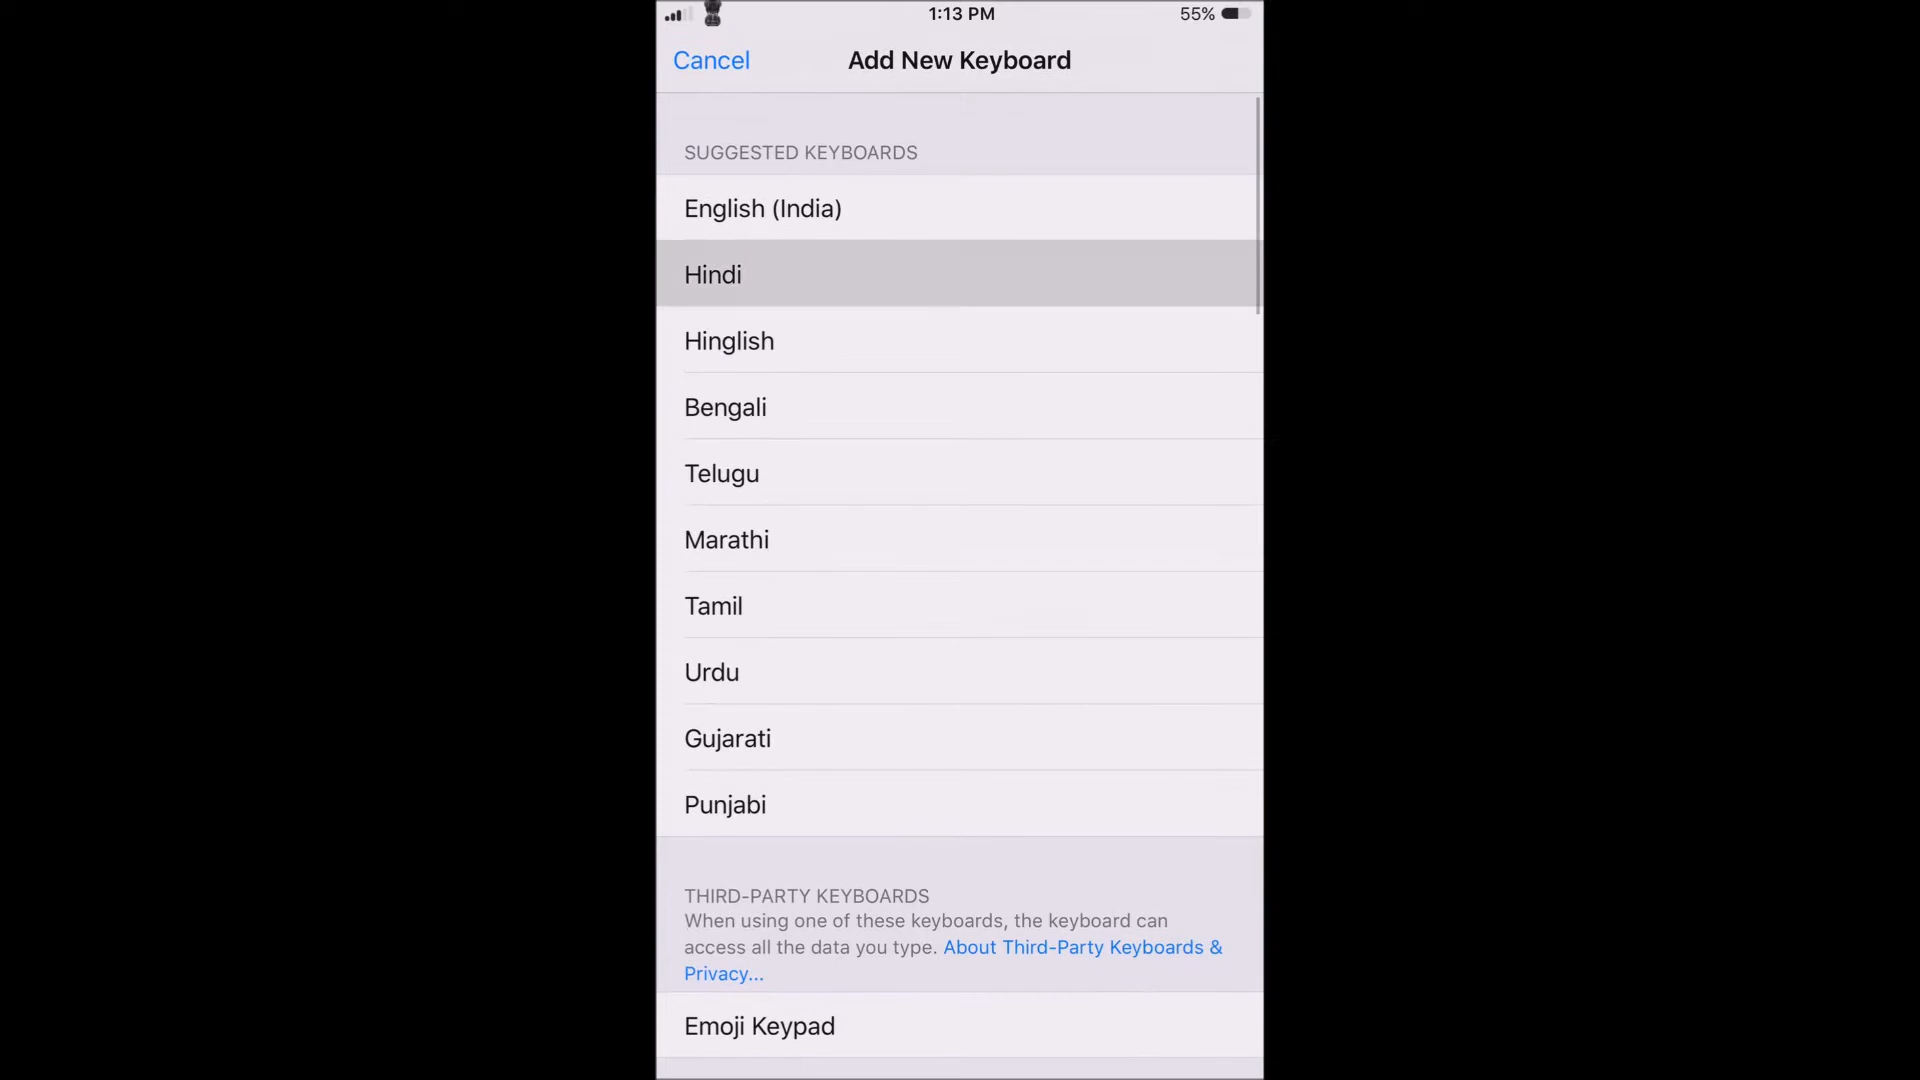 1:13 PM 55%
Cancel Add New Keyboard
SUGGESTED KEYBOARDS
English (India)
Hindi
Hinglish
Bengali
Telugu
Marathi
Tamil
Urdu
Gujarati
Punjabi
THIRD-PARTY KEYBOARDS
When using one of these keyboards, the keyboard can
access all the data you type. About Third-Party Keyboards &
Privacy...
Emoji Keypad